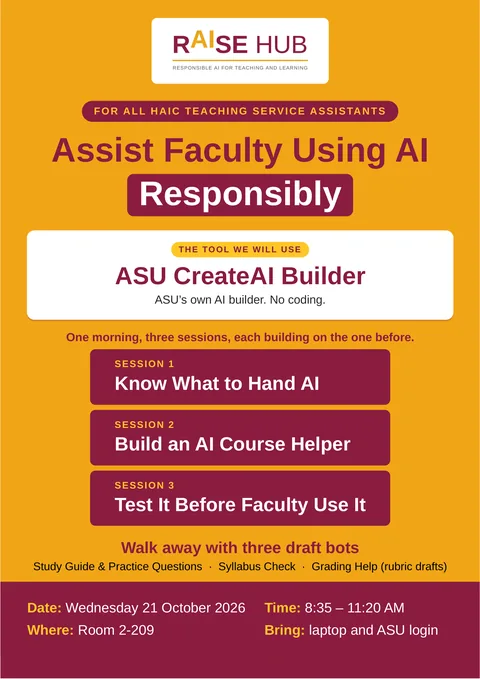 RAISE HUB
RESPONSIBLE AI FOR TEACHING AND LEARNING
FOR ALL HAIC TEACHING SERVICE ASSISTANTS
Assist Faculty Using AI
Responsibly
THE TOOL WE WILL USE
ASU CreateAI Builder
ASU's own AI builder. No coding.
One morning, three sessions, each building on the one before.
SESSION 1
Know What to Hand AI
SESSION 2
Build an AI Course Helper
SESSION 3
Test It Before Faculty Use It
Walk away with three draft bots
Study Guide & Practice Questions · Syllabus Check · Grading Help (rubric drafts)
Date: Wednesday 21 October 2026 Time: 8:35 – 11:20 AM
Where: Room 2-209 Bring: laptop and ASU login